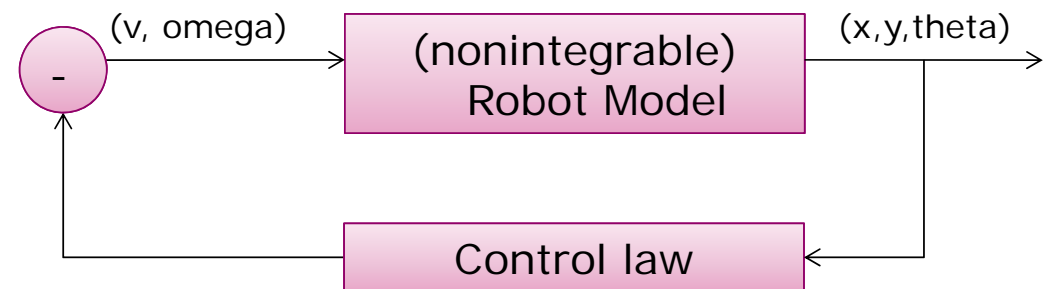 (v, omega)
(x,y,theta)
-
(nonintegrable)
Robot Model
Control law